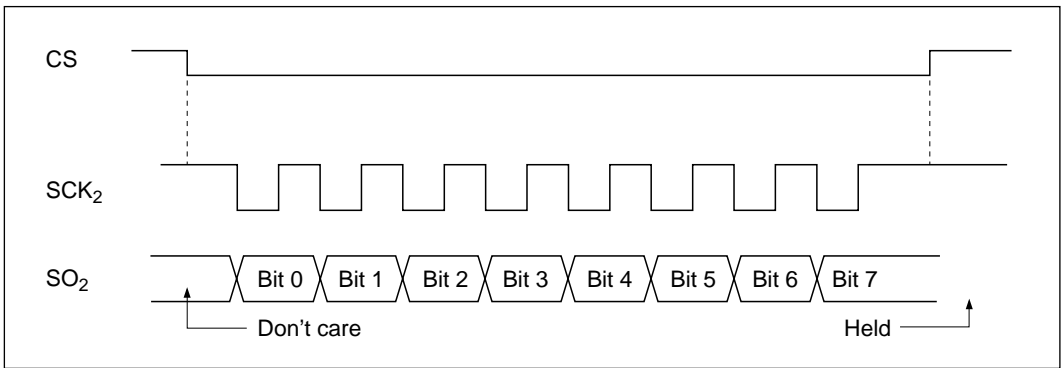 CS
SCK₂
SO₂
Bit 0 Bit 1 Bit 2 Bit 3 Bit 4 Bit 5 Bit 6 Bit 7
Don't care
Held